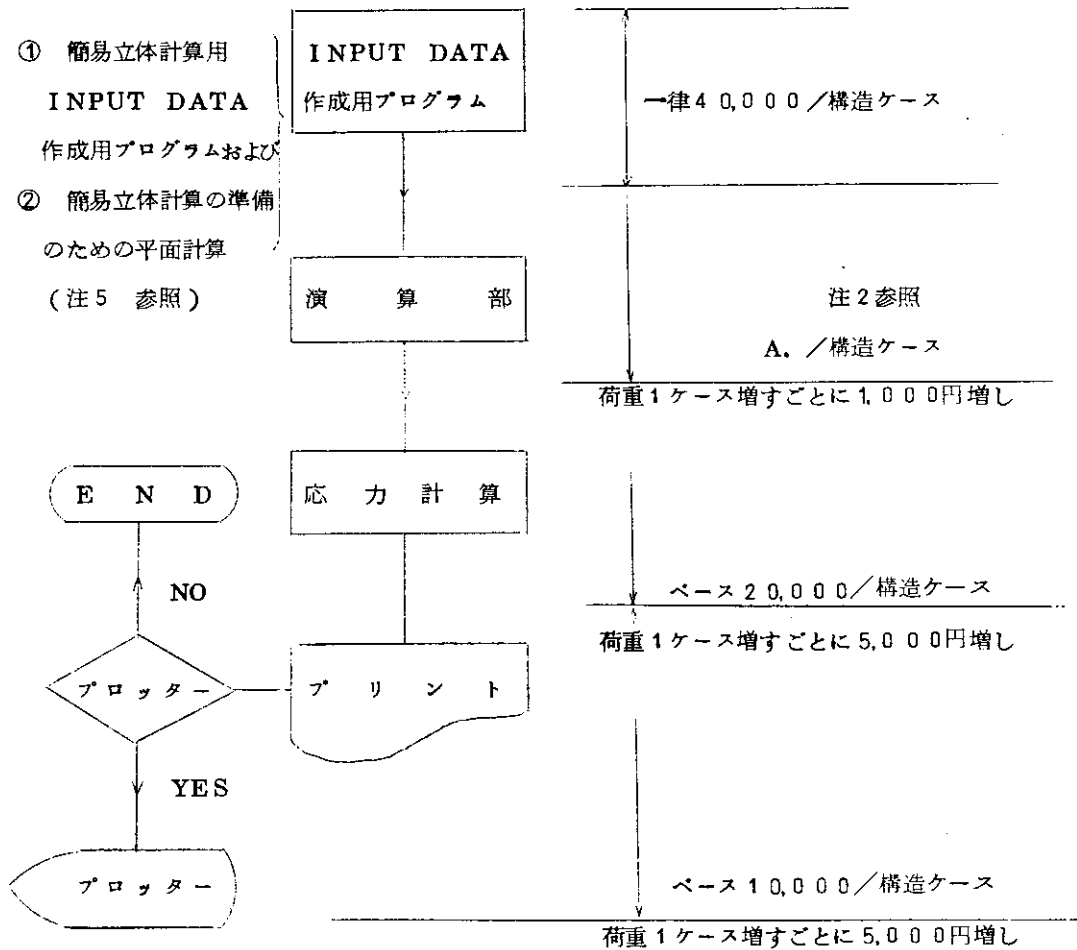 ① 簡易立体計算用
INPUT DATA
作成用プログラムおよび
② 簡易立体計算の準備
のための平面計算
(注5 参照)
INPUT DATA
作成用プログラム
一律40,000/構造ケース
演算部
注2参照
A. /構造ケース
荷重1ケース増すごとに1,000円増し
応力計算
END
NO
ベース20,000/構造ケース
荷重1ケース増すごとに5,000円増し
プロッター
プリント
YES
プロッター
ベース10,000/構造ケース
荷重1ケース増すごとに5,000円増し